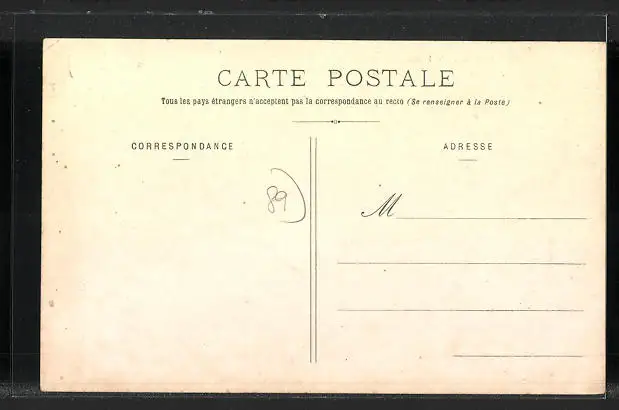 CARTE POSTALE
Tous les pays étrangers n'acceptent pas la correspondance au recto (Se renseigner à la Poste)
CORRESPONDANCE
ADRESSE
89
M